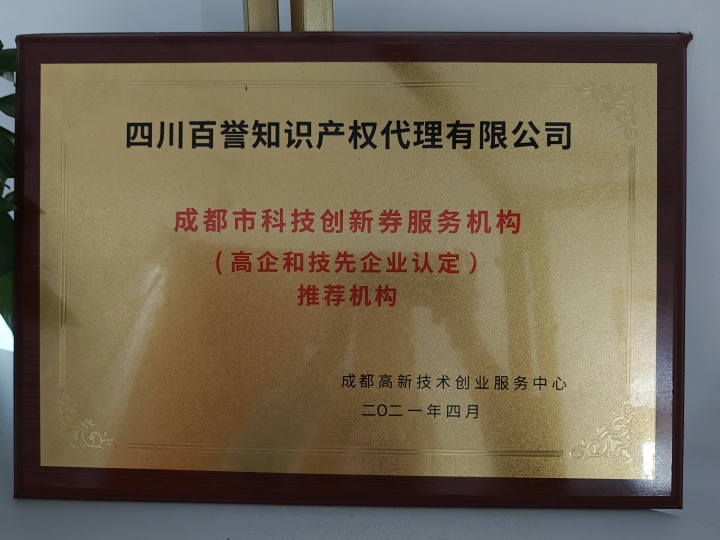 四川百誉知识产权代理有限公司
成都市科技创新券服务机构
（高企和技先企业认定）
推荐机构
成都高新技术创业服务中心
二〇二一年四月